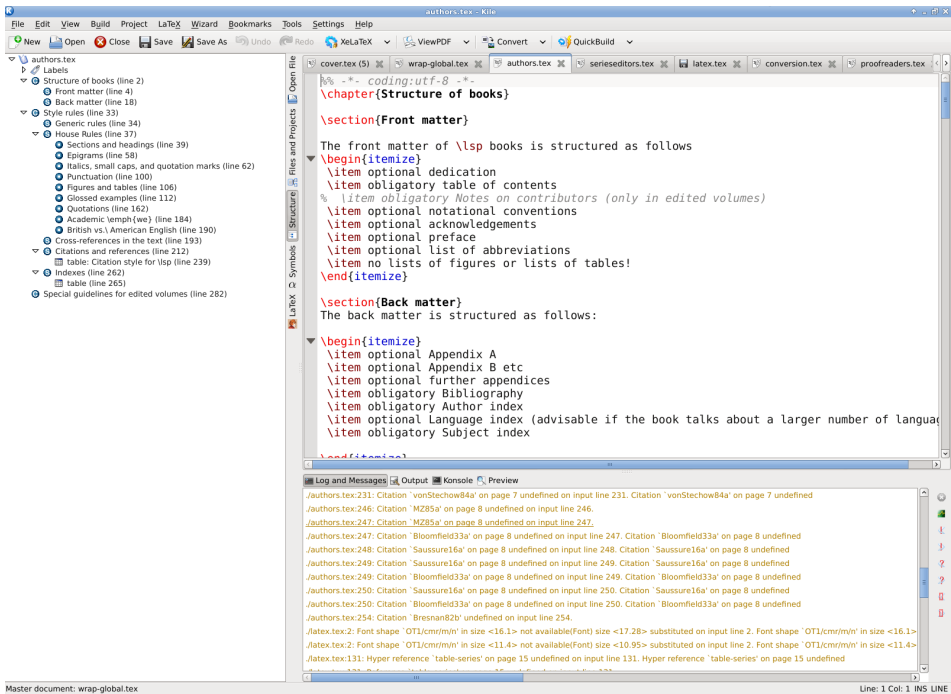 authors.tex – Kile
File Edit View Build Project LaTeX Wizard Bookmarks Tools Settings Help
New Open Close Save Save As Undo Redo XeLaTeX ViewPDF Convert QuickBuild
authors.tex
Labels
Structure of books (line 2)
Front matter (line 4)
Back matter (line 18)
Style rules (line 33)
Generic rules (line 34)
House Rules (line 37)
Sections and headings (line 39)
Epigrams (line 58)
Italics, small caps, and quotation marks (line 62)
Punctuation (line 100)
Figures and tables (line 106)
Glossed examples (line 112)
Quotations (line 162)
Academic \emph{we} (line 184)
British vs.\ American English (line 190)
Cross-references in the text (line 193)
Citations and references (line 212)
table: Citation style for \lsp (line 239)
Indexes (line 262)
table (line 265)
Special guidelines for edited volumes (line 282)
Open File
Files and Projects
Structure
Symbols
LaTeX
cover.tex (5) wrap-global.tex authors.tex serieseditors.tex latex.tex conversion.tex proofreaders.tex
%% -*- coding:utf-8 -*-
\chapter{Structure of books}
\section{Front matter}
The front matter of \lsp books is structured as follows
\begin{itemize}
\item optional dedication
\item obligatory table of contents
% \item obligatory Notes on contributors (only in edited volumes)
\item optional notational conventions
\item optional acknowledgements
\item optional preface
\item optional list of abbreviations
\item no lists of figures or lists of tables!
\end{itemize}
\section{Back matter}
The back matter is structured as follows:
\begin{itemize}
\item optional Appendix A
\item optional Appendix B etc
\item optional further appendices
\item obligatory Bibliography
\item obligatory Author index
\item optional Language index (advisable if the book talks about a larger number of languag
\item obligatory Subject index
\end{itemize}
Log and Messages Output Konsole Preview
./authors.tex:231: Citation `vonStechow84a' on page 7 undefined on input line 231. Citation `vonStechow84a' on page 7 undefined
./authors.tex:246: Citation `MZ85a' on page 8 undefined on input line 246.
./authors.tex:247: Citation `MZ85a' on page 8 undefined on input line 247.
./authors.tex:247: Citation `Bloomfield33a' on page 8 undefined on input line 247. Citation `Bloomfield33a' on page 8 undefined
./authors.tex:248: Citation `Saussure16a' on page 8 undefined on input line 248. Citation `Saussure16a' on page 8 undefined
./authors.tex:249: Citation `Saussure16a' on page 8 undefined on input line 249. Citation `Saussure16a' on page 8 undefined
./authors.tex:249: Citation `Bloomfield33a' on page 8 undefined on input line 249. Citation `Bloomfield33a' on page 8 undefined
./authors.tex:250: Citation `Saussure16a' on page 8 undefined on input line 250. Citation `Saussure16a' on page 8 undefined
./authors.tex:250: Citation `Bloomfield33a' on page 8 undefined on input line 250. Citation `Bloomfield33a' on page 8 undefined
./authors.tex:254: Citation `Bresnan82b' undefined on input line 254.
./latex.tex:2: Font shape `OT1/cmr/m/n' in size <16.1> not available(Font) size <17.28> substituted on input line 2. Font shape `OT1/cmr/m/n' in size <16.1>
./latex.tex:2: Font shape `OT1/cmr/m/n' in size <11.4> not available(Font) size <10.95> substituted on input line 2. Font shape `OT1/cmr/m/n' in size <11.4>
./latex.tex:131: Hyper reference `table-series' on page 15 undefined on input line 131. Hyper reference `table-series' on page 15 undefined
Master document: wrap-global.tex
Line: 1 Col: 1 INS LINE